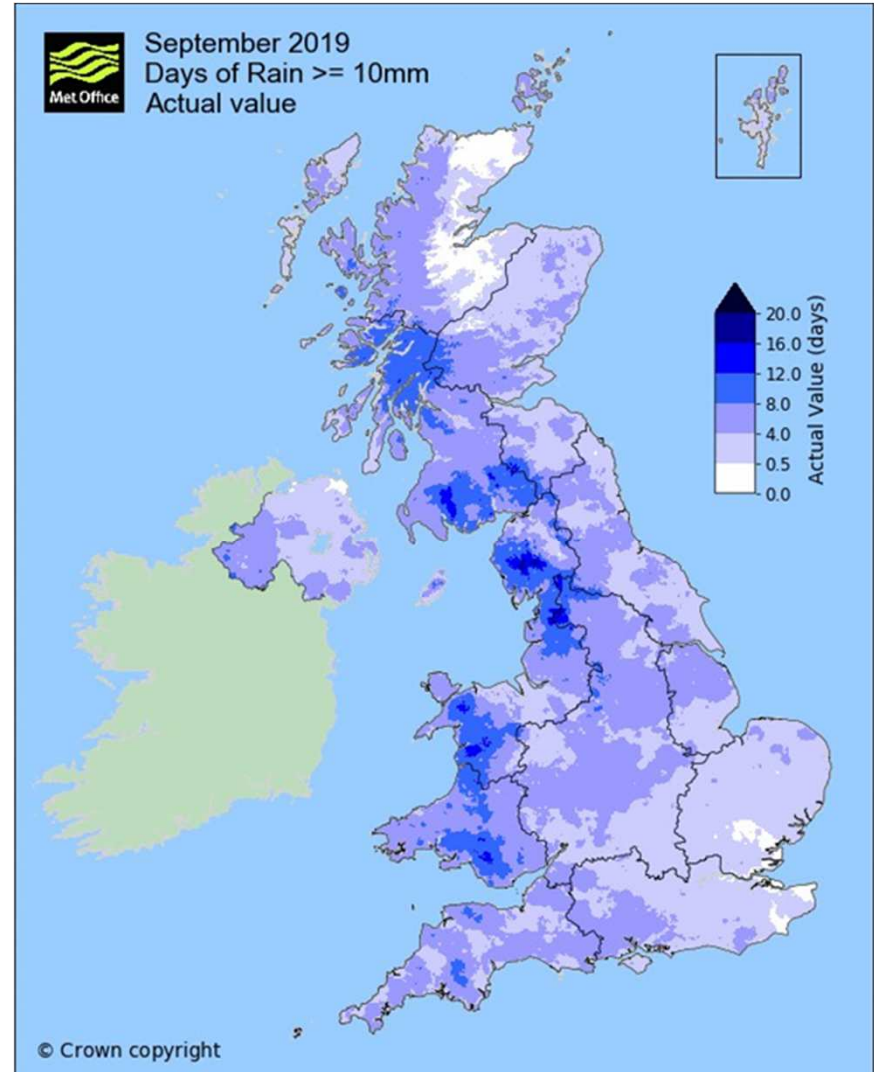 Met Office
September 2019
Days of Rain >= 10mm
Actual value
20.0
16.0
12.0
8.0
4.0
0.5
0.0
Actual Value (days)
© Crown copyright